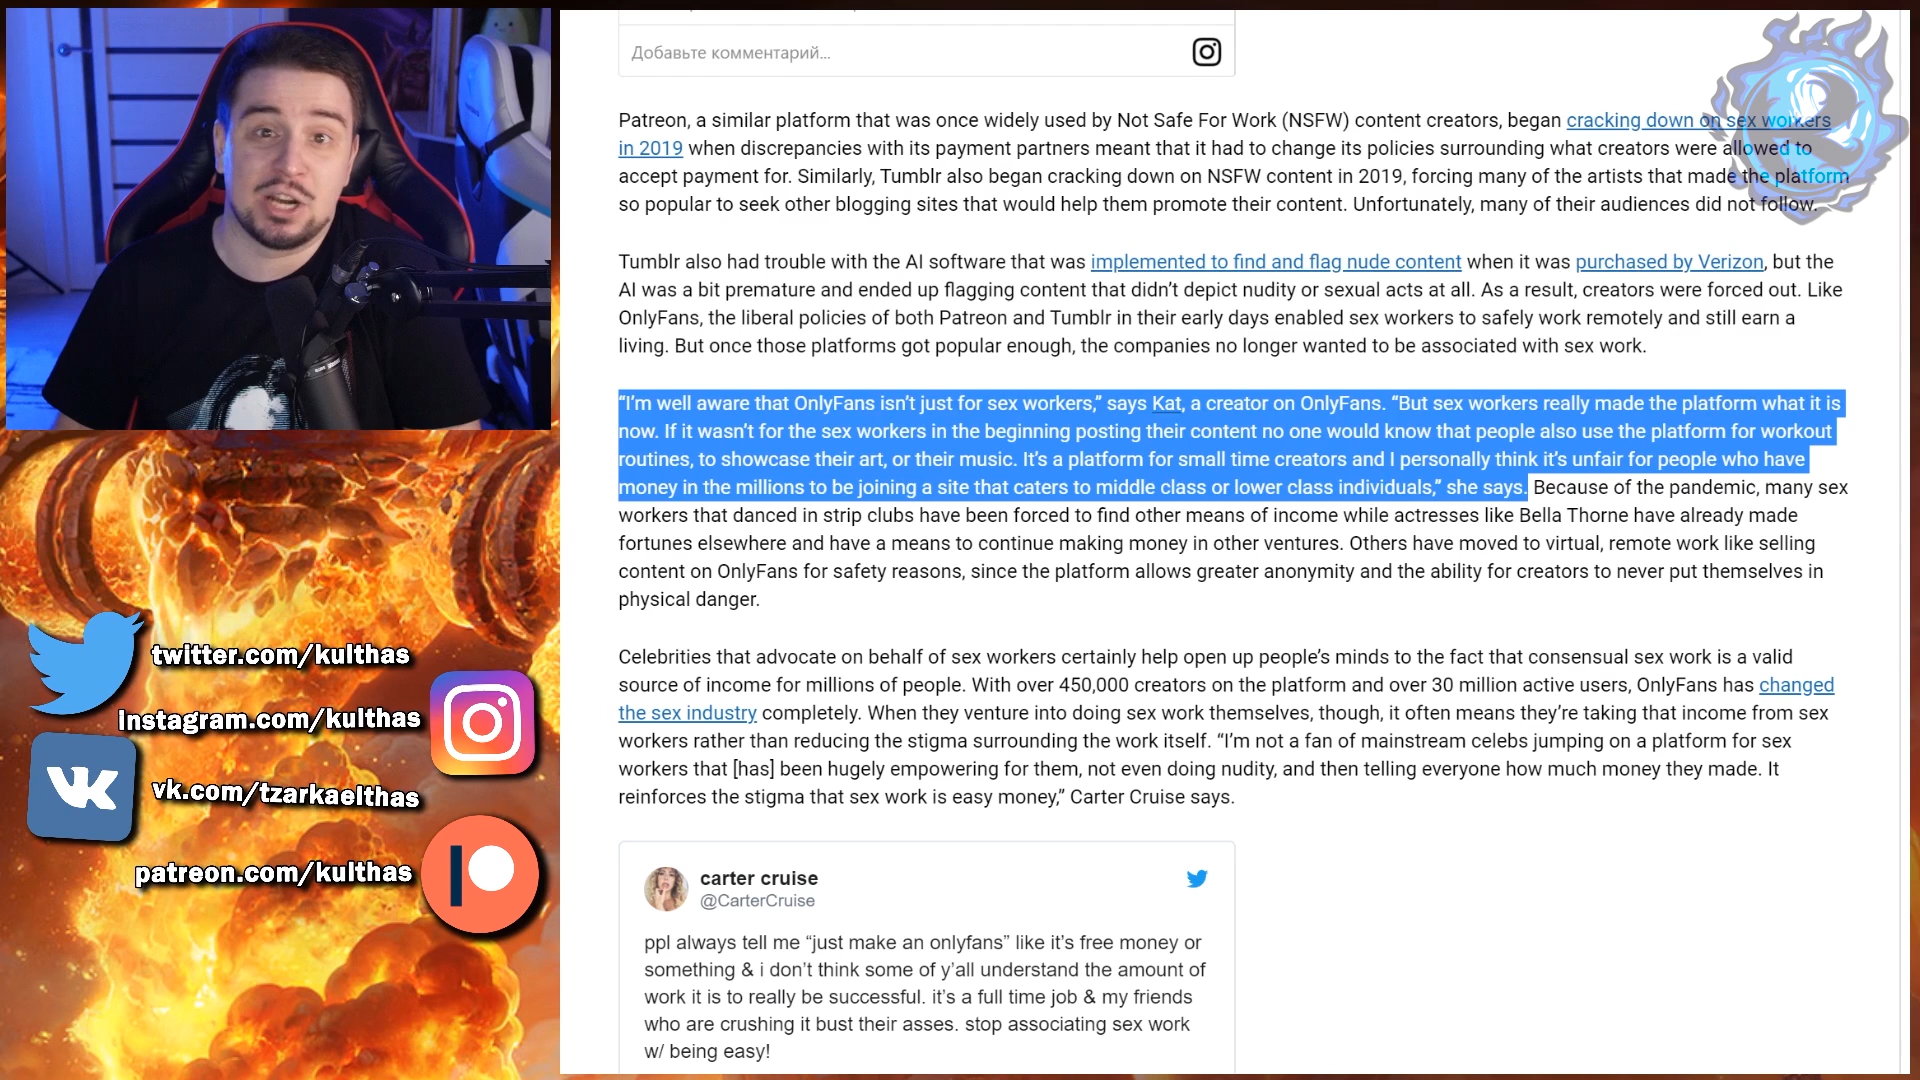 Добавьте комментарий...
Patreon, a similar platform that was once widely used by Not Safe For Work (NSFW) content creators, began cracking down on sex workers
in 2019 when discrepancies with its payment partners meant that it had to change its policies surrounding what creators were allowed to
accept payment for. Similarly, Tumblr also began cracking down on NSFW content in 2019, forcing many of the artists that made the platform
so popular to seek other blogging sites that would help them promote their content. Unfortunately, many of their audiences did not follow.
Tumblr also had trouble with the AI software that was implemented to find and flag nude content when it was purchased by Verizon, but the
AI was a bit premature and ended up flagging content that didn’t depict nudity or sexual acts at all. As a result, creators were forced out. Like
OnlyFans, the liberal policies of both Patreon and Tumblr in their early days enabled sex workers to safely work remotely and still earn a
living. But once those platforms got popular enough, the companies no longer wanted to be associated with sex work.
“I’m well aware that OnlyFans isn’t just for sex workers,” says Kat, a creator on OnlyFans. “But sex workers really made the platform what it is
now. If it wasn’t for the sex workers in the beginning posting their content no one would know that people also use the platform for workout
routines, to showcase their art, or their music. It’s a platform for small time creators and I personally think it’s unfair for people who have
money in the millions to be joining a site that caters to middle class or lower class individuals,” she says. Because of the pandemic, many sex
workers that danced in strip clubs have been forced to find other means of income while actresses like Bella Thorne have already made
fortunes elsewhere and have a means to continue making money in other ventures. Others have moved to virtual, remote work like selling
content on OnlyFans for safety reasons, since the platform allows greater anonymity and the ability for creators to never put themselves in
physical danger.
Celebrities that advocate on behalf of sex workers certainly help open up people’s minds to the fact that consensual sex work is a valid
source of income for millions of people. With over 450,000 creators on the platform and over 30 million active users, OnlyFans has changed
the sex industry completely. When they venture into doing sex work themselves, though, it often means they’re taking that income from sex
workers rather than reducing the stigma surrounding the work itself. “I’m not a fan of mainstream celebs jumping on a platform for sex
workers that [has] been hugely empowering for them, not even doing nudity, and then telling everyone how much money they made. It
reinforces the stigma that sex work is easy money,” Carter Cruise says.
carter cruise
@CarterCruise
ppl always tell me “just make an onlyfans” like it’s free money or
something & i don’t think some of y’all understand the amount of
work it is to really be successful. it’s a full time job & my friends
who are crushing it bust their asses. stop associating sex work
w/ being easy!
twitter.com/kulthas
instagram.com/kulthas
vk.com/tzarkaelthas
patreon.com/kulthas